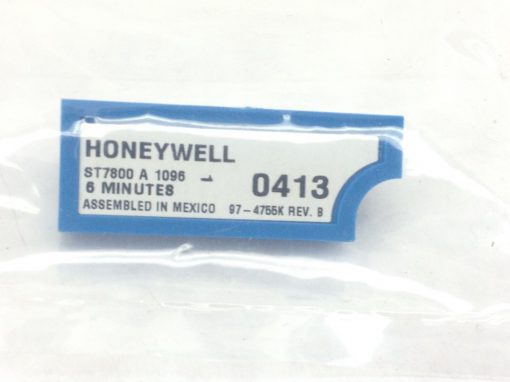 HONEYWELL
ST7800 A 1096
6 MINUTES 0413
ASSEMBLED IN MEXICO 97-4755K REV. B